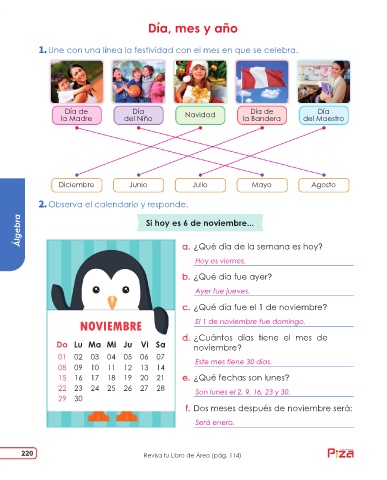 Día, mes y año
1. Une con una línea la festividad con el mes en que se celebra.
Día de
la Madre
Día
del Niño
Navidad
Día de
la Bandera
Día
del Maestro
Diciembre
Junio
Julio
Mayo
Agosto
2. Observa el calendario y responde.
Si hoy es 6 de noviembre...
Álgebra
NOVIEMBRE
Do Lu Ma Mi Ju Vi Sa
01 02 03 04 05 06 07
08 09 10 11 12 13 14
15 16 17 18 19 20 21
22 23 24 25 26 27 28
29 30
a. ¿Qué día de la semana es hoy?
Hoy es viernes.
b. ¿Qué día fue ayer?
Ayer fue jueves.
c. ¿Qué día fue el 1 de noviembre?
El 1 de noviembre fue domingo.
d. ¿Cuántos días tiene el mes de
noviembre?
Este mes tiene 30 días.
e. ¿Qué fechas son lunes?
Son lunes el 2, 9, 16, 23 y 30.
f. Dos meses después de noviembre será:
Será enero.
220
Revisa tu Libro de Área (pág. 114)
Piza